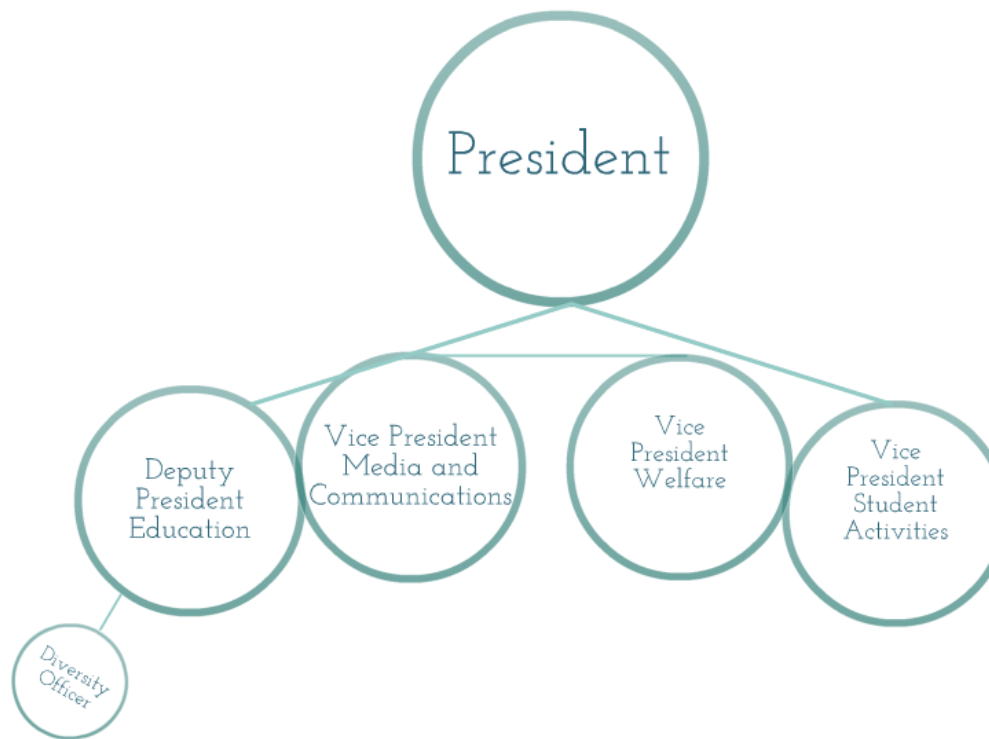 President
Deputy
President
Education
Vice President
Media and
Communications
Vice
President
Welfare
Vice
President
Student
Activities
Diversity
Officer